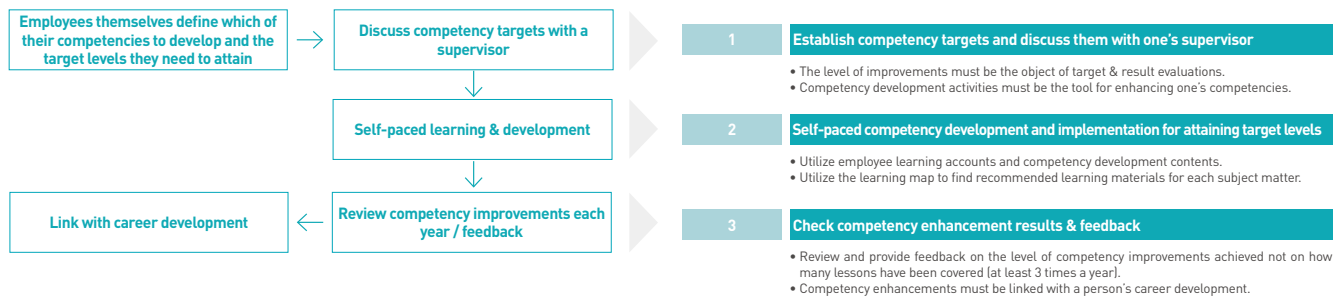 Employees themselves define which of
their competencies to develop and the
target levels they need to attain
Discuss competency targets with a
supervisor
Self-paced learning & development
Link with career development
Review competency improvements each
year / feedback
1
Establish competency targets and discuss them with one's supervisor
• The level of improvements must be the object of target & result evaluations.
• Competency development activities must be the tool for enhancing one's competencies.
2
Self-paced competency development and implementation for attaining target levels
• Utilize employee learning accounts and competency development contents.
• Utilize the learning map to find recommended learning materials for each subject matter.
3
Check competency enhancement results & feedback
• Review and provide feedback on the level of competency improvements achieved not on how
many lessons have been covered (at least 3 times a year).
• Competency enhancements must be linked with a person's career development.